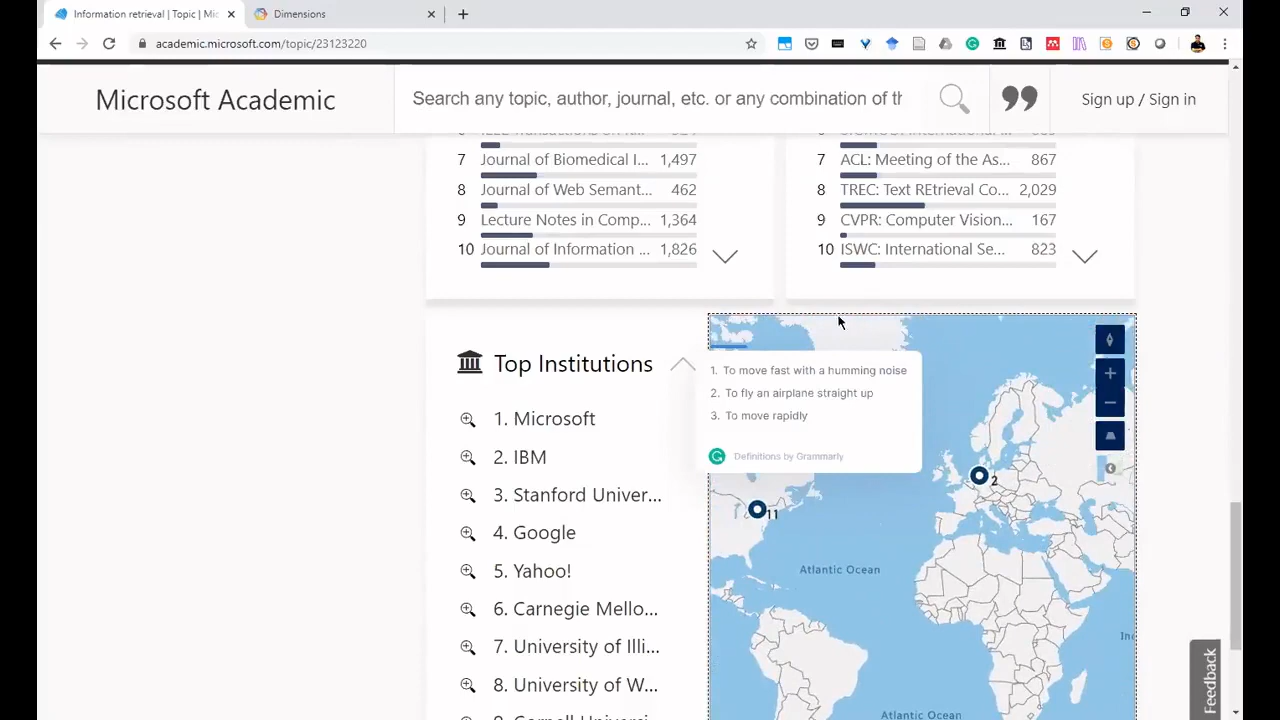 Information retrieval | Topic | Mic
Dimensions
academic.microsoft.com/topic/23123220
Microsoft Academic
Search any topic, author, journal, etc. or any combination of th
Sign up / Sign in
7 Journal of Biomedical I... 1,497
8 Journal of Web Semant... 462
9 Lecture Notes in Comp... 1,364
10 Journal of Information ... 1,826
7 ACL: Meeting of the As... 867
8 TREC: Text REtrieval Co... 2,029
9 CVPR: Computer Vision... 167
10 ISWC: International Se... 823
Top Institutions
1. Microsoft
2. IBM
3. Stanford Univer...
4. Google
5. Yahoo!
6. Carnegie Mello...
7. University of Illi...
8. University of W...
1. To move fast with a humming noise
2. To fly an airplane straight up
3. To move rapidly
Definitions by Grammarly
2
11
Atlantic Ocean
Atlantic Ocean
Feedback